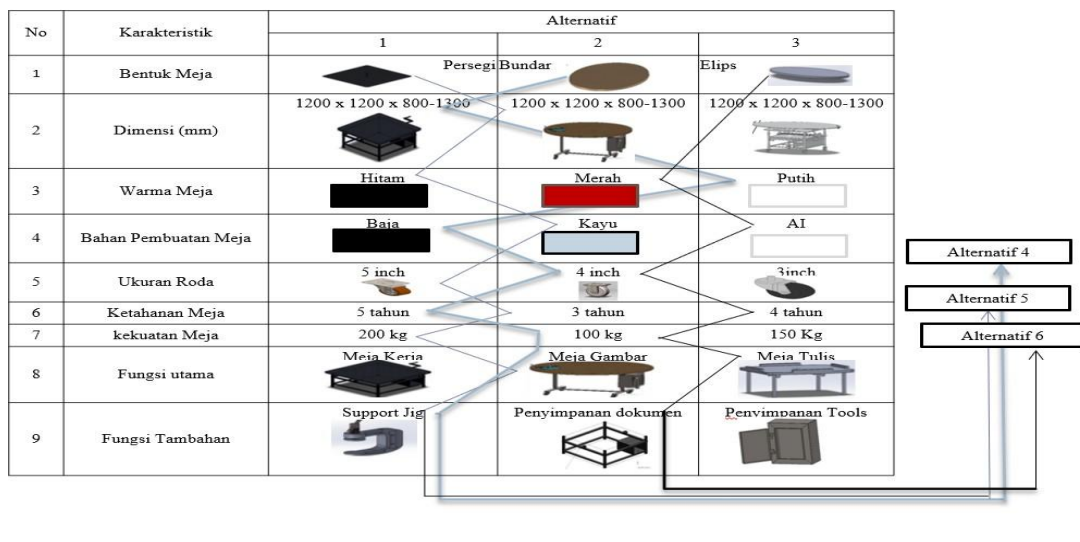 No Karakteristik Alternatif
1 2 3
1 Bentuk Meja Persegi Bundar Elips
1200 x 1200 x 800-1300 1200 x 1200 x 800-1300 1200 x 1200 x 800-1300
2 Dimensi (mm)
Hitam Merah Putih
3 Warma Meja
Baja Kayu AI
4 Bahan Pembuatan Meja
Alternatif 4
5 inch 4 inch 3inch
5 Ukuran Roda
Alternatif 5
6 Ketahanan Meja 5 tahun 3 tahun 4 tahun
7 kekuatan Meja 200 kg 100 kg 150 Kg
Alternatif 6
Meja Kerja Meja Gambar Meja Tulis
8 Fungsi utama
Support Jig Penyimpanan dokumen Penyimpanan Tools
9 Fungsi Tambahan